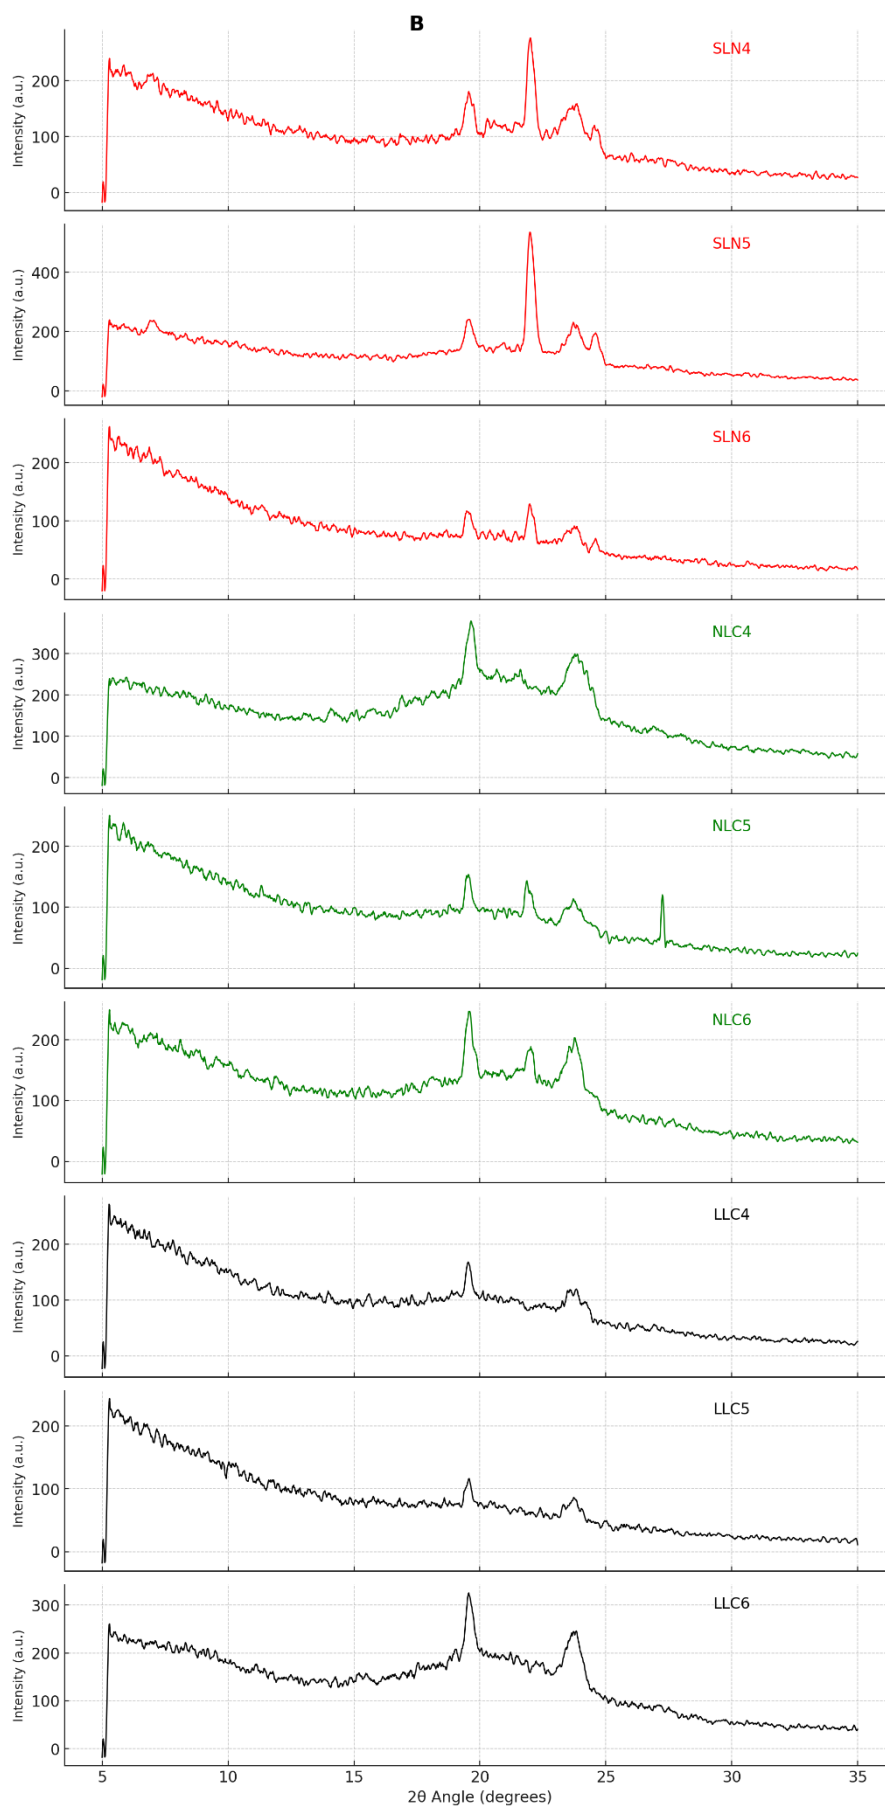 B
SLN4
Intensity (a.u.)
200
100
0
SLN5
Intensity (a.u.)
400
200
0
SLN6
Intensity (a.u.)
200
100
0
NLC4
Intensity (a.u.)
300
200
100
0
NLC5
Intensity (a.u.)
200
100
0
NLC6
Intensity (a.u.)
200
100
0
LLC4
Intensity (a.u.)
200
100
0
LLC5
Intensity (a.u.)
200
100
0
LLC6
Intensity (a.u.)
300
200
100
0
5 10 15 20 25 30 35
2θ Angle (degrees)